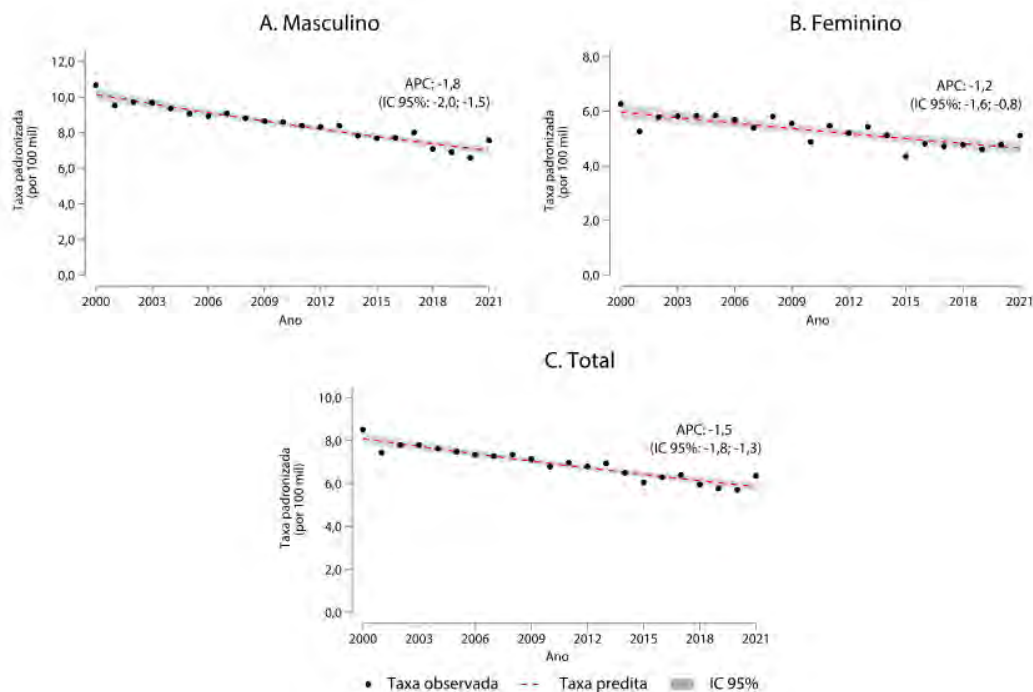 A. Masculino
Taxa padronizada
(por 100 mil)
12,0
10,0
8,0
6,0
4,0
2,0
0,0
APC: -1,8
(IC 95%: -2,0; -1,5)
2000
2003
2006
2009
2012
2015
2018
2021
Ano
B. Feminino
Taxa padronizada
(por 100 mil)
8,0
6,0
4,0
2,0
0,0
APC: -1,2
(IC 95%: -1,6; -0,8)
2000
2003
2006
2009
2012
2015
2018
2021
Ano
C. Total
Taxa padronizada
(por 100 mil)
10,0
8,0
6,0
4,0
2,0
0,0
APC: -1,5
(IC 95%: -1,8; -1,3)
2000
2003
2006
2009
2012
2015
2018
2021
Ano
Taxa observada
Taxa predita
IC 95%